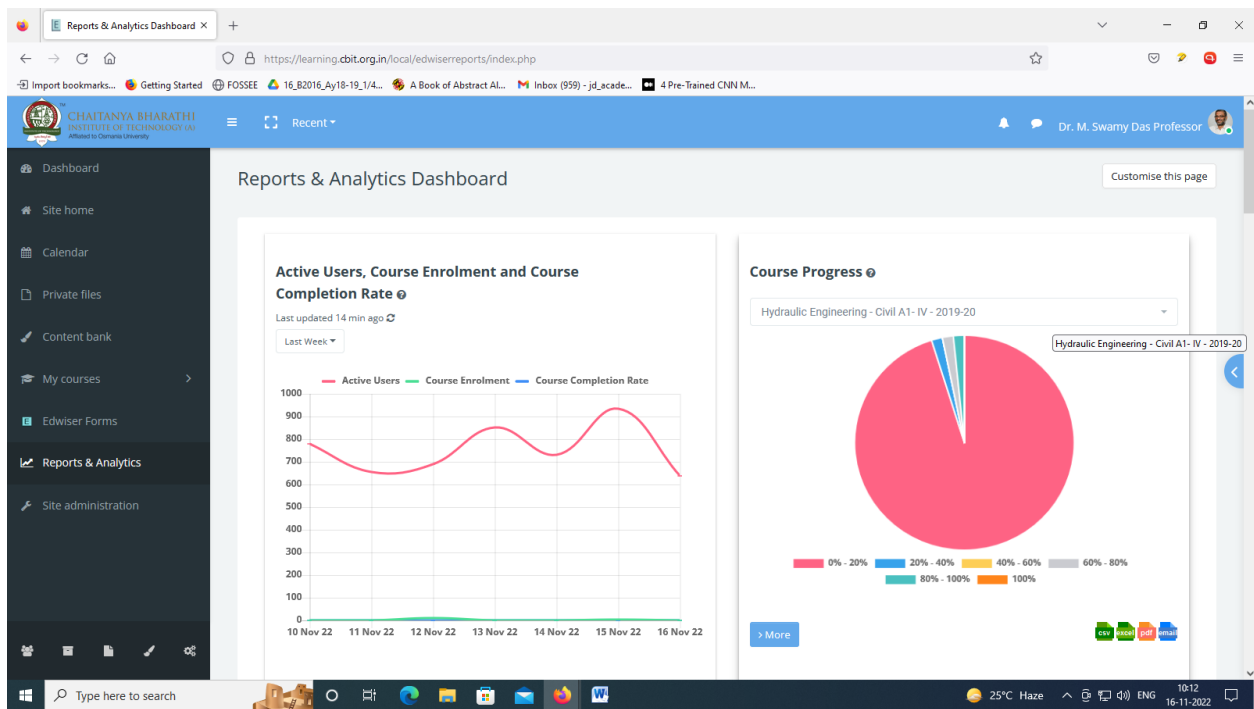 Reports & Analytics Dashboard ×
https://learning.cbit.org.in/local/edwiserreports/index.php
Import bookmarks... Getting Started FOSSEE 16_B2016_Ay18-19_1/4... A Book of Abstract Al... Inbox (959) - jd_acade... 4 Pre-Trained CNN M...
CHAITANYA BHARATHI
INSTITUTE OF TECHNOLOGY (A)
Affiliated to Osmania University
Recent
Dr. M. Swamy Das Professor
Dashboard
Site home
Calendar
Private files
Content bank
My courses
Edwiser Forms
Reports & Analytics
Site administration
Reports & Analytics Dashboard
Customise this page
Active Users, Course Enrolment and Course
Completion Rate
Last updated 14 min ago
Last Week
Active Users Course Enrolment Course Completion Rate
1000
900
800
700
600
500
400
300
200
100
0
10 Nov 22 11 Nov 22 12 Nov 22 13 Nov 22 14 Nov 22 15 Nov 22 16 Nov 22
Course Progress
Hydraulic Engineering - Civil A1- IV - 2019-20
Hydraulic Engineering - Civil A1- IV - 2019-20
0% - 20% 20% - 40% 40% - 60% 60% - 80%
80% - 100% 100%
> More
csv excel pdf email
Type here to search
25°C Haze ENG
10:12
16-11-2022